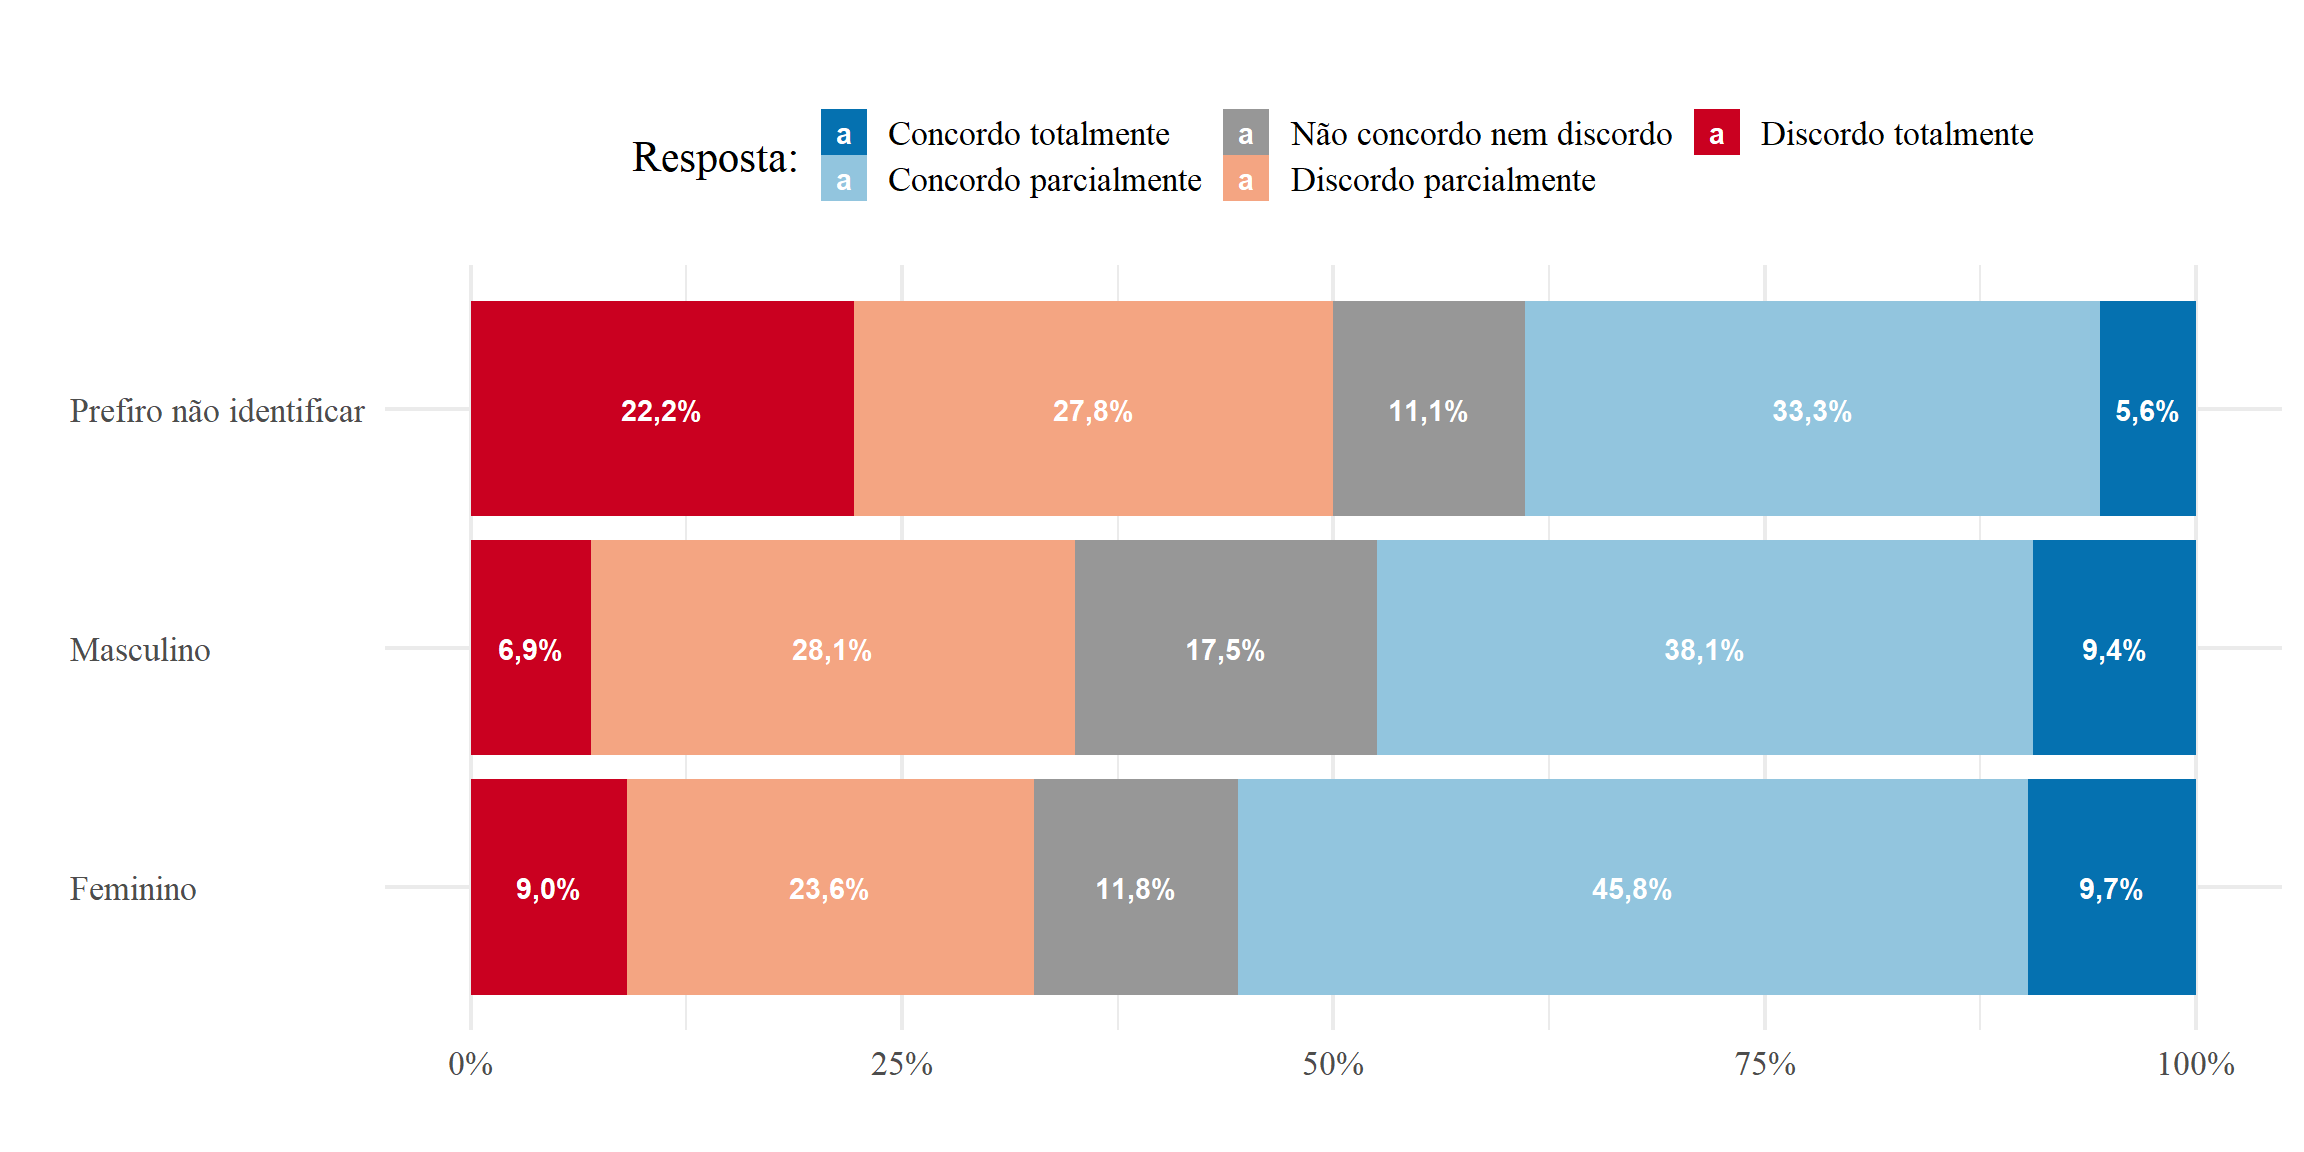 Resposta:
a Concordo totalmente
a Concordo parcialmente
a Não concordo nem discordo
a Discordo parcialmente
a Discordo totalmente
Prefiro não identificar 22,2% 27,8% 11,1% 33,3% 5,6%
Masculino 6,9% 28,1% 17,5% 38,1% 9,4%
Feminino 9,0% 23,6% 11,8% 45,8% 9,7%
0% 25% 50% 75% 100%